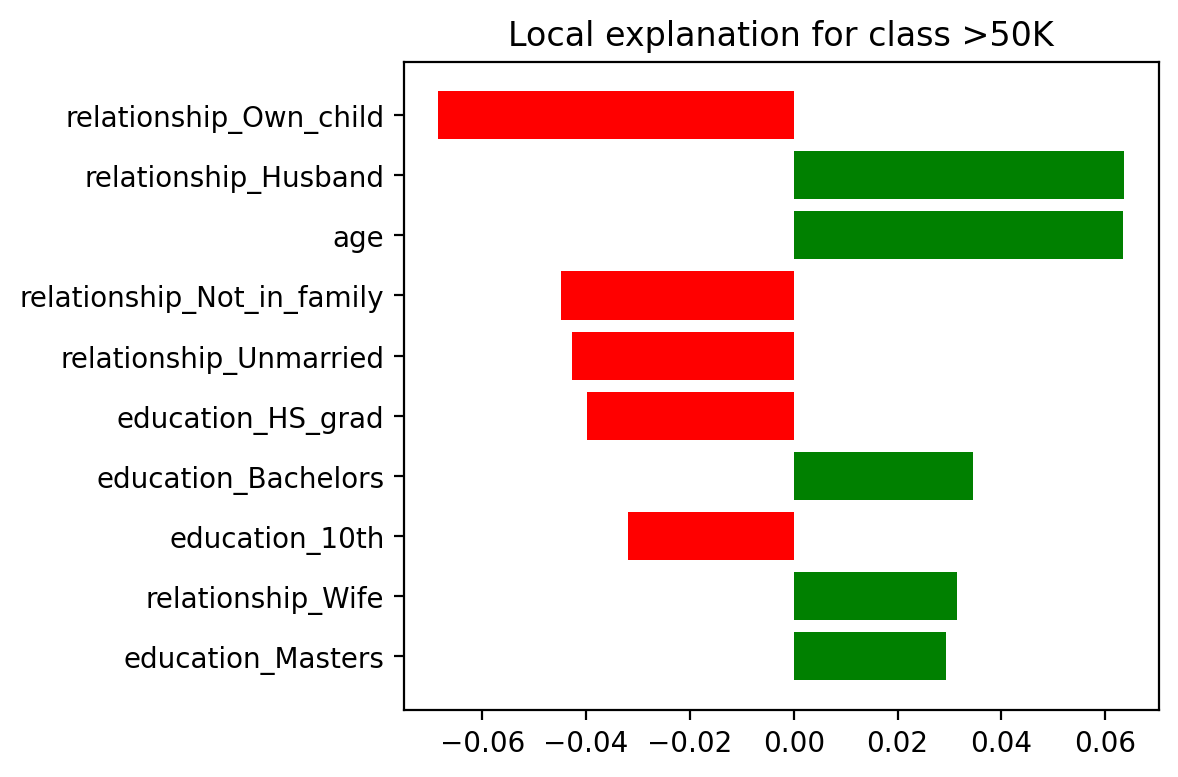 Local explanation for class >50K
relationship_Own_child
relationship_Husband
age
relationship_Not_in_family
relationship_Unmarried
education_HS_grad
education_Bachelors
education_10th
relationship_Wife
education_Masters
−0.06 −0.04 −0.02 0.00 0.02 0.04 0.06